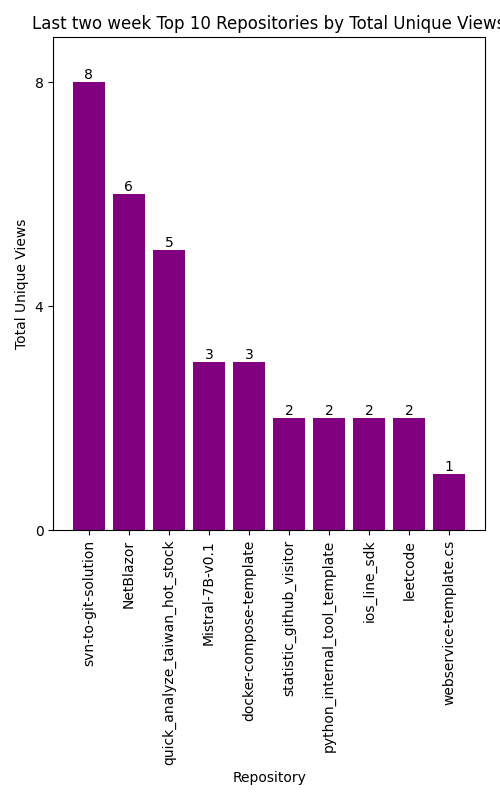 Last two week Top 10 Repositories by Total Unique Views
8
6
5
3
3
2
2
2
2
1
8
4
0
Total Unique Views
svn-to-git-solution
NetBlazor
quick_analyze_taiwan_hot_stock
Mistral-7B-v0.1
docker-compose-template
statistic_github_visitor
python_internal_tool_template
ios_line_sdk
leetcode
webservice-template.cs
Repository